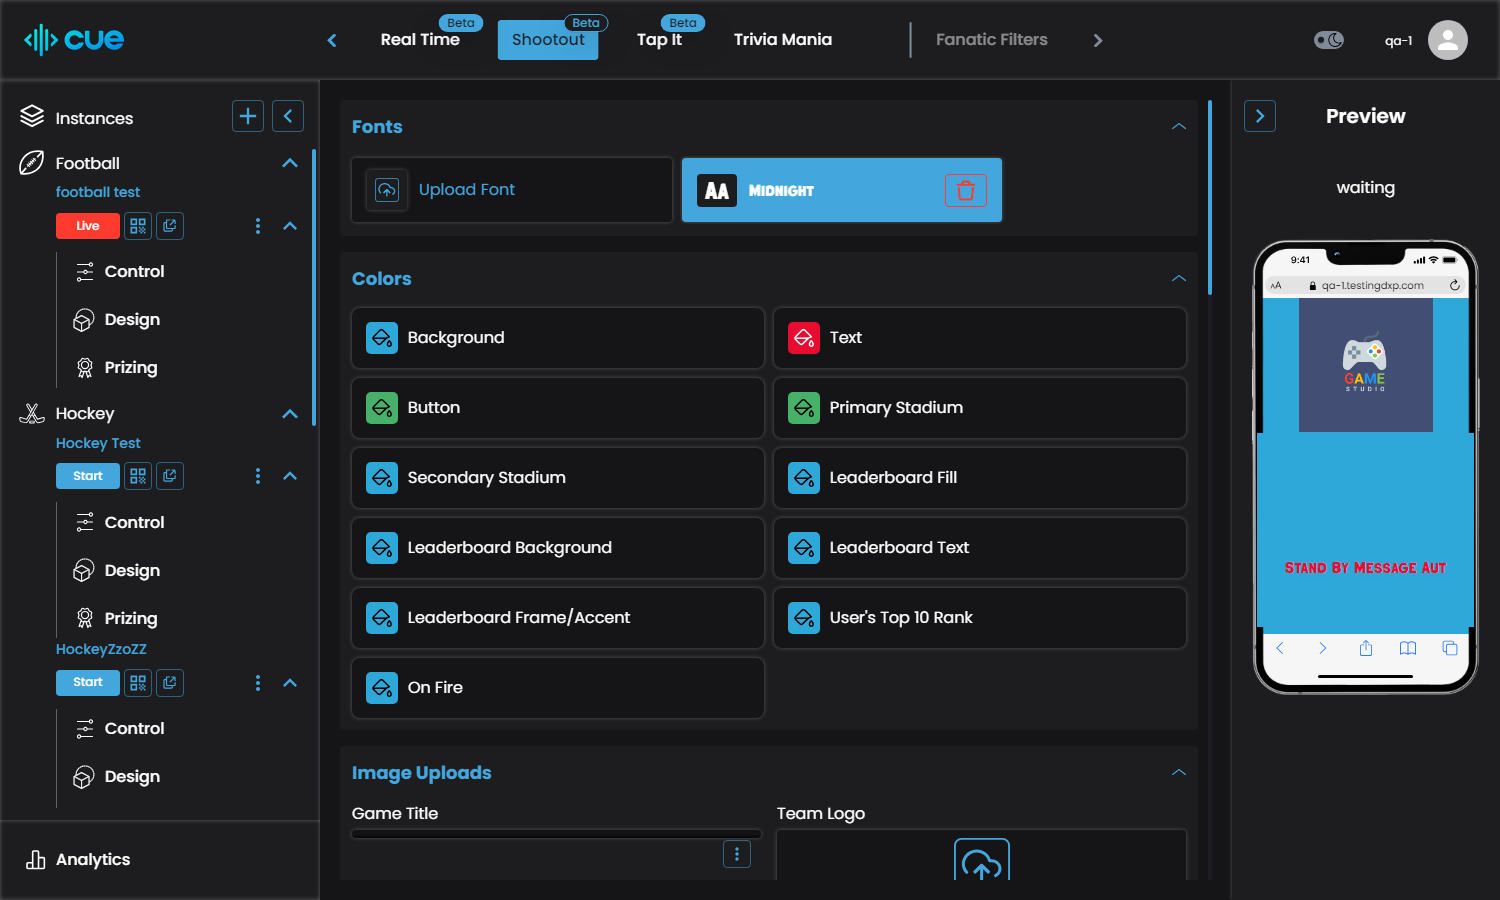 cue
Real Time
Beta
Shootout
Beta
Tap It
Beta
Trivia Mania
Fanatic Filters
qa-1
Instances
Football
football test
Live
Control
Design
Prizing
Hockey
Hockey Test
Start
Control
Design
Prizing
HockeyZzoZZ
Start
Control
Design
Analytics
Fonts
Upload Font
AA
Midnight
Colors
Background
Text
Button
Primary Stadium
Secondary Stadium
Leaderboard Fill
Leaderboard Background
Leaderboard Text
Leaderboard Frame/Accent
User's Top 10 Rank
On Fire
Image Uploads
Game Title
Team Logo
Preview
waiting
9:41
AA
qa-1.testingdxp.com
GAME
STUDIO
Stand By Message Aut